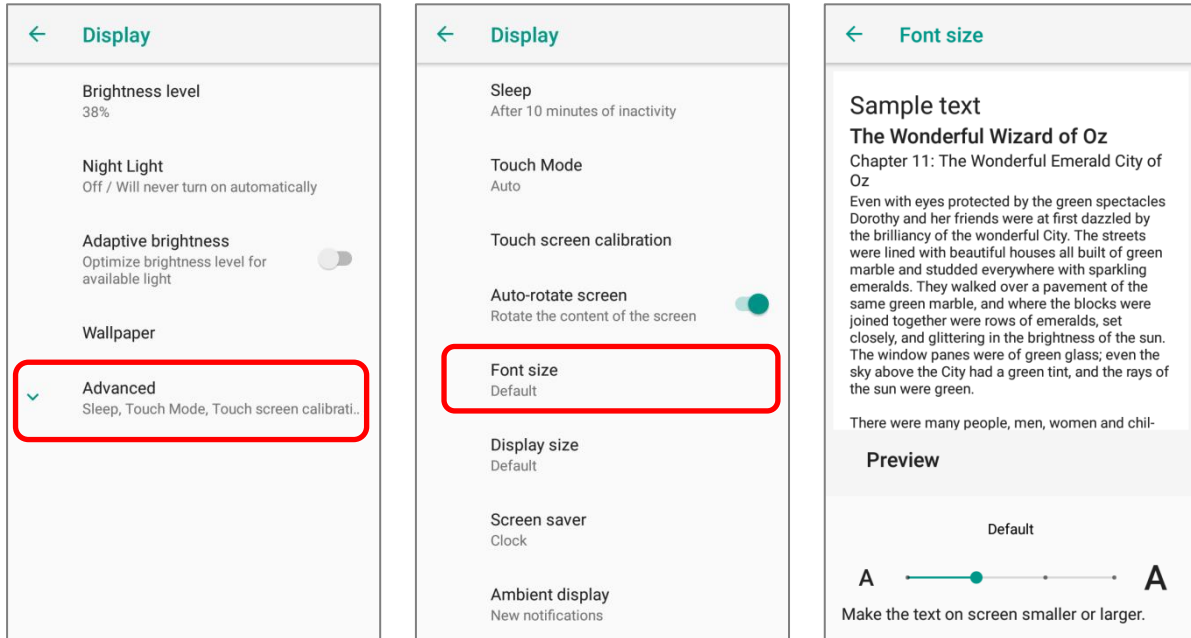 Display
Brightness level
38%
Night Light
Off / Will never turn on automatically
Adaptive brightness
Optimize brightness level for
available light
Wallpaper
Advanced
Sleep, Touch Mode, Touch screen calibrati..
Display
Sleep
After 10 minutes of inactivity
Touch Mode
Auto
Touch screen calibration
Auto-rotate screen
Rotate the content of the screen
Font size
Default
Display size
Default
Screen saver
Clock
Ambient display
New notifications
Font size
Sample text
The Wonderful Wizard of Oz
Chapter 11: The Wonderful Emerald City of
Oz
Even with eyes protected by the green spectacles
Dorothy and her friends were at first dazzled by
the brilliancy of the wonderful City. The streets
were lined with beautiful houses all built of green
marble and studded everywhere with sparkling
emeralds. They walked over a pavement of the
same green marble, and where the blocks were
joined together were rows of emeralds, set
closely, and glittering in the brightness of the sun.
The window panes were of green glass; even the
sky above the City had a green tint, and the rays of
the sun were green.
There were many people, men, women and chil-
Preview
Default
A A
Make the text on screen smaller or larger.